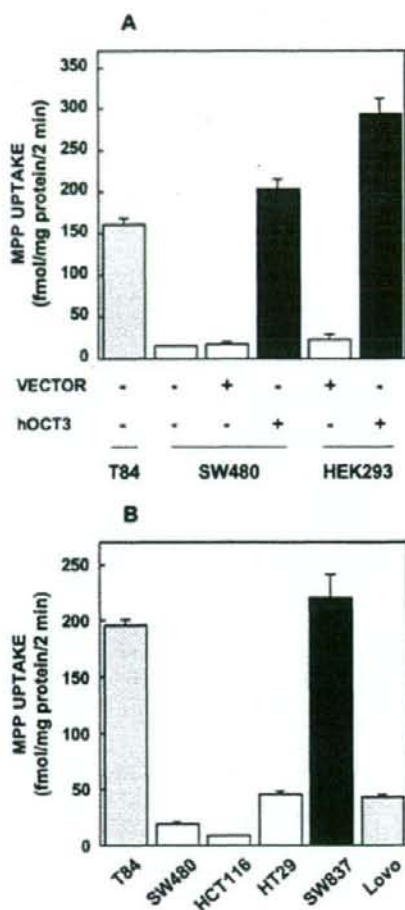 A
MPP UPTAKE
(fmol/mg protein/2 min)
350
300
250
200
150
100
50
0
VECTOR - - + - + -
hOCT3 - - - + - +
T84 SW480 HEK293
B
MPP UPTAKE
(fmol/mg protein/2 min)
250
200
150
100
50
0
T84 SW480 HCT116 HT29 SW837 Lovo